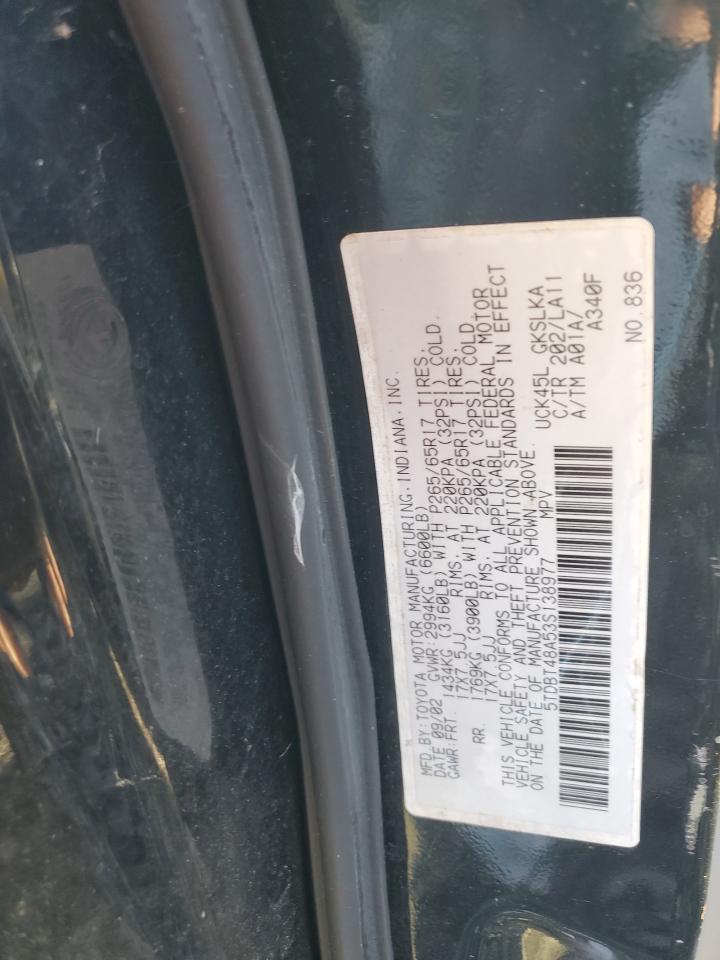 MFD.BY:TOYOTA MOTOR MANUFACTURING.INDIANA.INC.
DATE 09/02 GVWR:2994KG (6600LB)
GAWR:FRT. 1434KG (3160LB) WITH P265/65R17 TIRES.
17X7.5JJ RIMS, AT 220KPA (32PSI) COLD.
RR. 1769KG (3900LB) WITH P265/65R17 TIRES.
17X7.5JJ RIMS, AT 220KPA (32PSI) COLD.
THIS VEHICLE CONFORMS TO ALL APPLICABLE FEDERAL MOTOR
VEHICLE SAFETY AND THEFT PREVENTION STANDARDS IN EFFECT
ON THE DATE OF MANUFACTURE SHOWN ABOVE.
5TDBT48A53S138977 MPV
UCK45L GKSLKA
C/TR 202/LA11
A/TM A01A/
A340F
NO.836